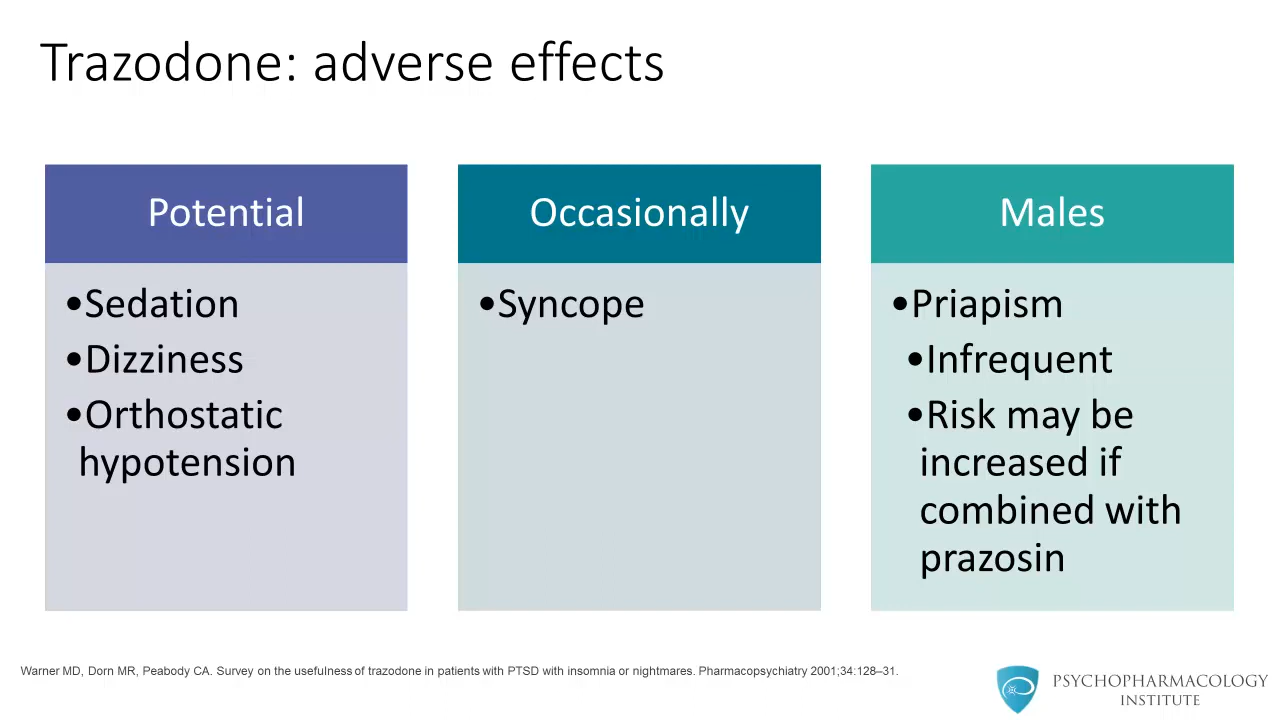 Trazodone: adverse effects
Potential
•Sedation
•Dizziness
•Orthostatic
hypotension
Occasionally
•Syncope
Males
•Priapism
•Infrequent
•Risk may be
increased if
combined with
prazosin
Warner MD, Dorn MR, Peabody CA. Survey on the usefulness of trazodone in patients with PTSD with insomnia or nightmares. Pharmacopsychiatry 2001;34:128–31.
PSYCHOPHARMACOLOGY
INSTITUTE